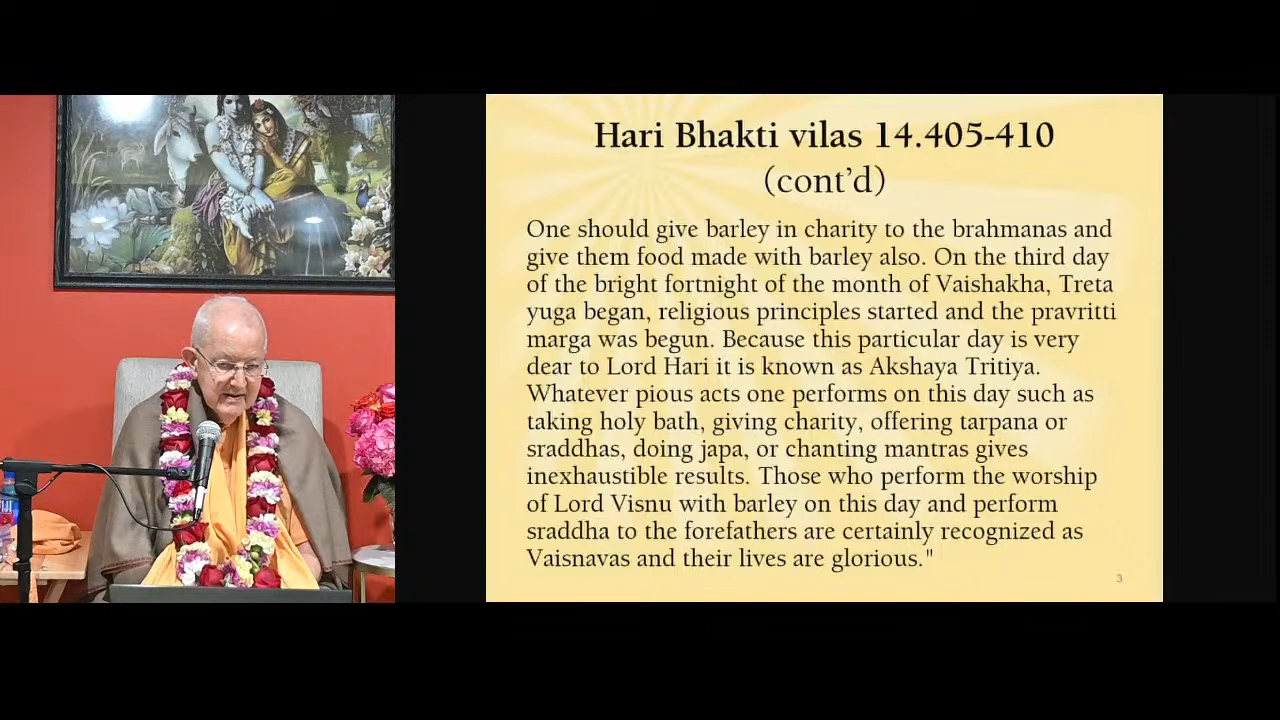 Hari Bhakti vilas 14.405-410
(cont’d)
One should give barley in charity to the brahmanas and
give them food made with barley also. On the third day
of the bright fortnight of the month of Vaishakha, Treta
yuga began, religious principles started and the pravritti
marga was begun. Because this particular day is very
dear to Lord Hari it is known as Akshaya Tritiya.
Whatever pious acts one performs on this day such as
taking holy bath, giving charity, offering tarpana or
sraddhas, doing japa, or chanting mantras gives
inexhaustible results. Those who perform the worship
of Lord Visnu with barley on this day and perform
sraddha to the forefathers are certainly recognized as
Vaisnavas and their lives are glorious."
3